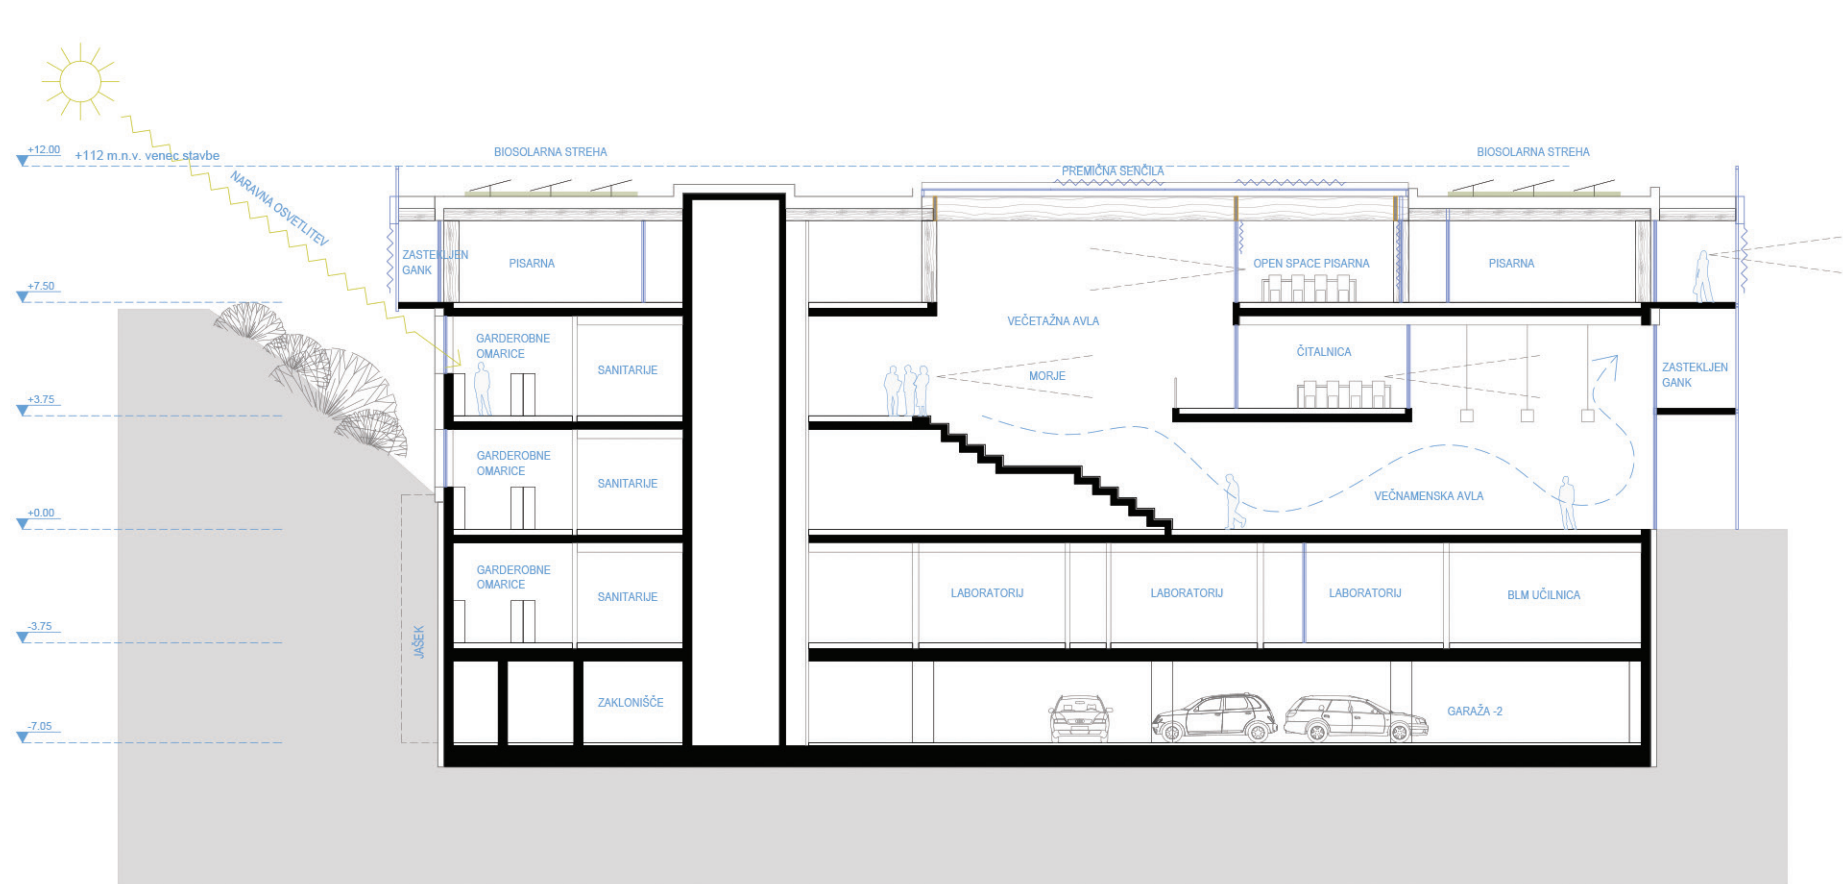 +12.00
+112 m.n.v. venec stavbe
BIOSOLARNA STREHA
BIOSOLARNA STREHA
PREMIČNA SENČILA
NARAVNA OSVETLITEV
ZASTEKLJEN
GANK
PISARNA
OPEN SPACE PISARNA
PISARNA
+7.50
VEČETAŽNA AVLA
GARDEROBNE
OMARICE
SANITARIJE
ČITALNICA
MORJE
ZASTEKLJEN
GANK
+3.75
GARDEROBNE
OMARICE
SANITARIJE
VEČNAMENSKA AVLA
+0.00
GARDEROBNE
OMARICE
SANITARIJE
LABORATORIJ
LABORATORIJ
LABORATORIJ
BLM UČILNICA
-3.75
JAŠEK
ZAKLONIŠČE
GARAŽA -2
-7.05